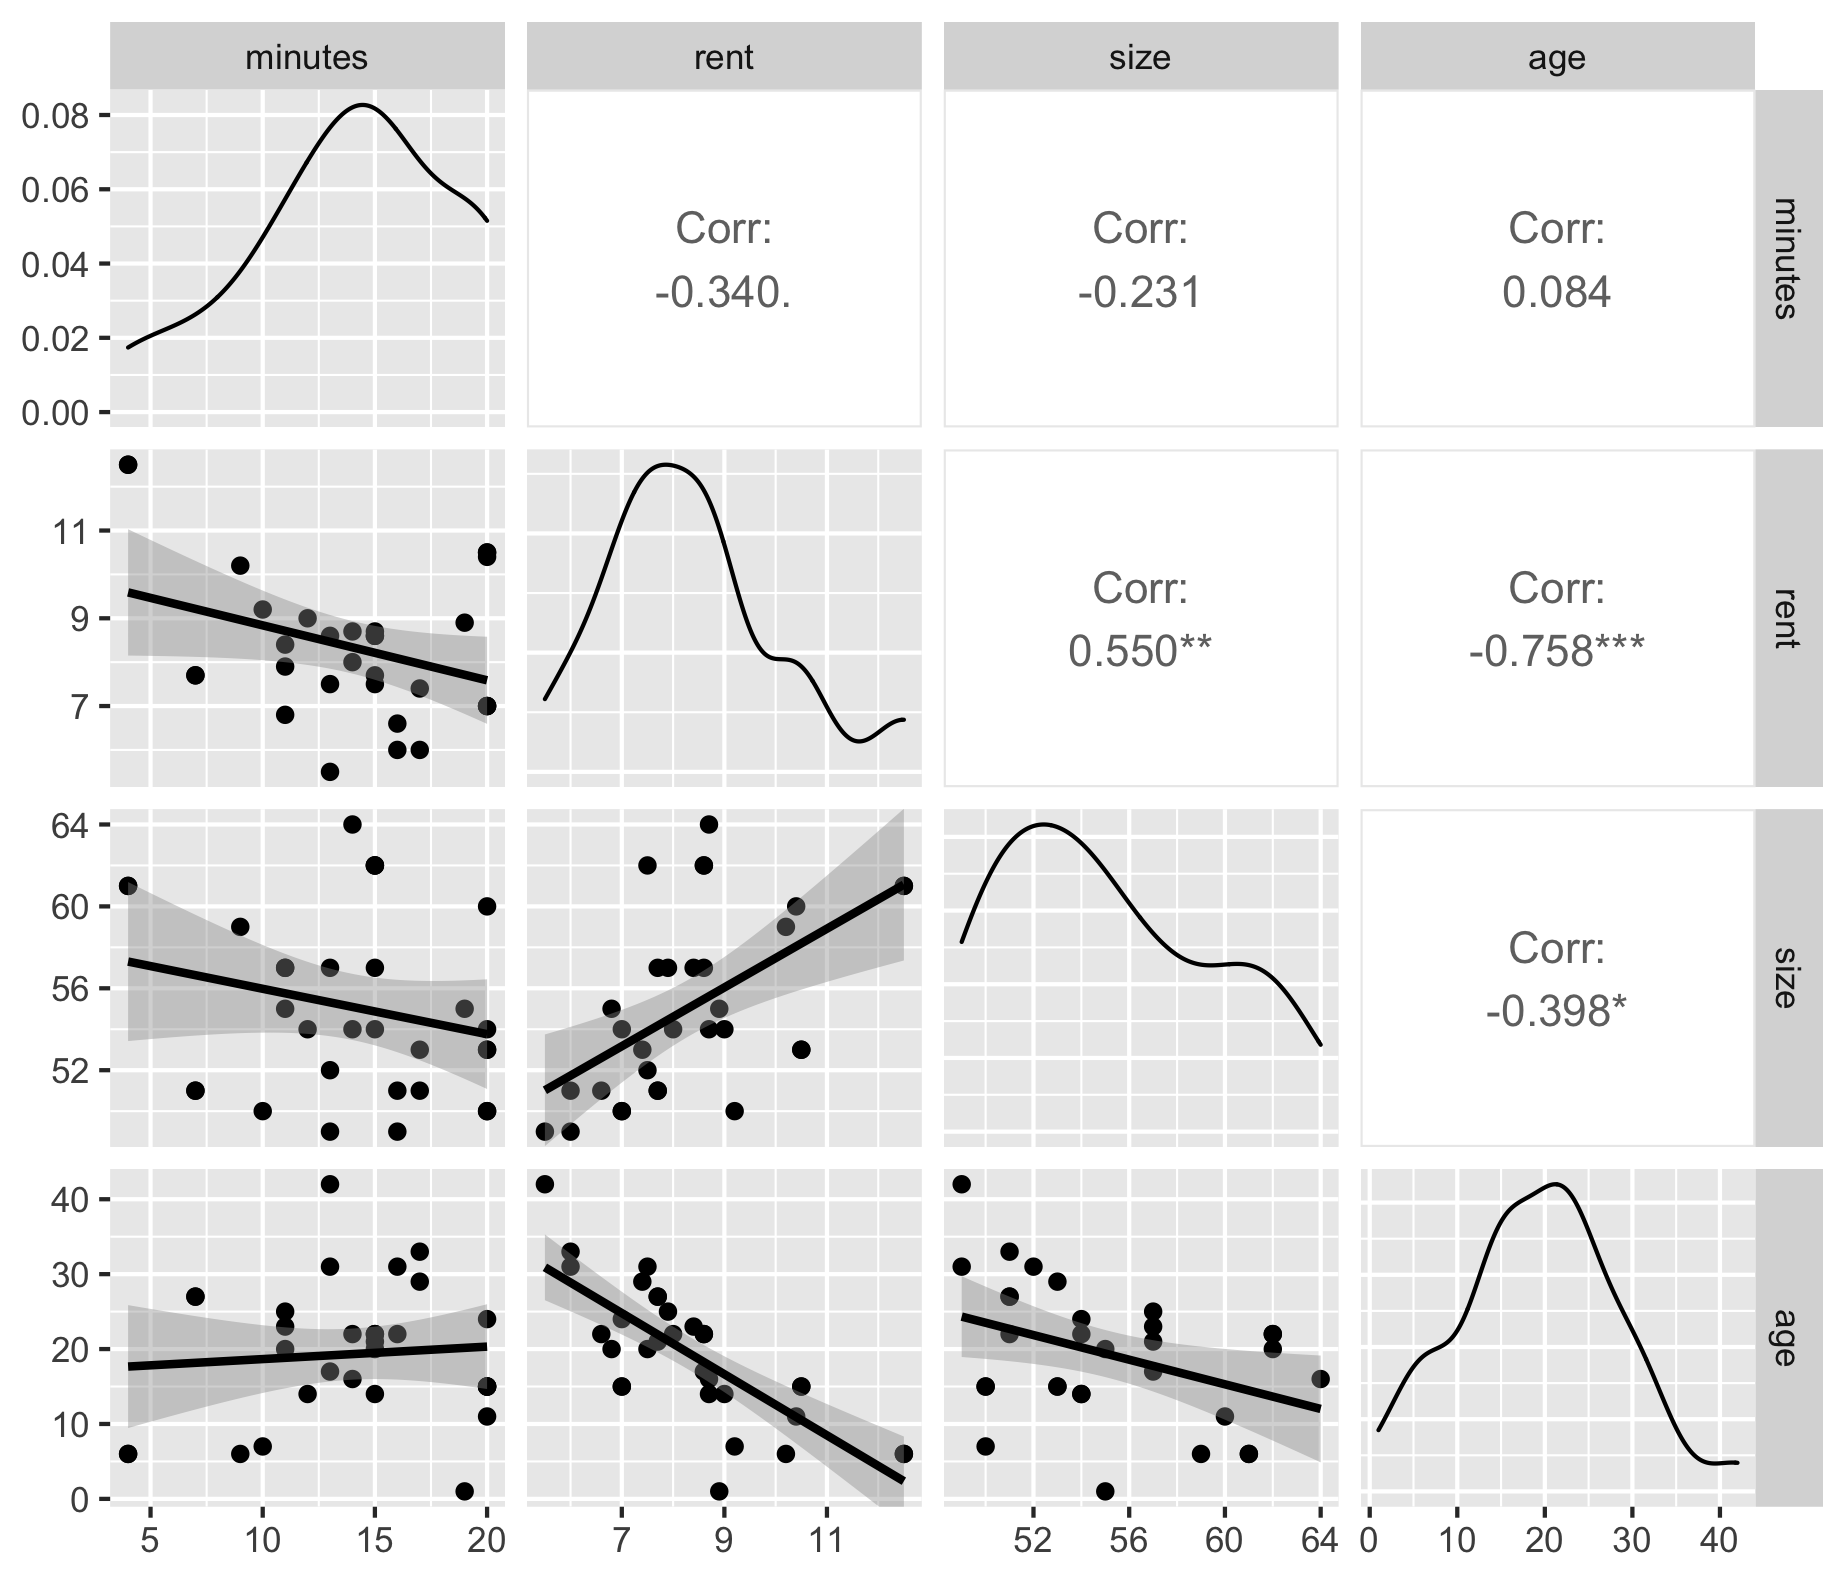 minutes rent size age
0.08
0.06
0.04
0.02
0.00
Corr:
-0.340.
Corr:
-0.231
Corr:
0.084
minutes
11
9
7
Corr:
0.550**
Corr:
-0.758***
rent
64
60
56
52
Corr:
-0.398*
size
40
30
20
10
0
age
5 10 15 20 7 9 11 52 56 60 64 0 10 20 30 40